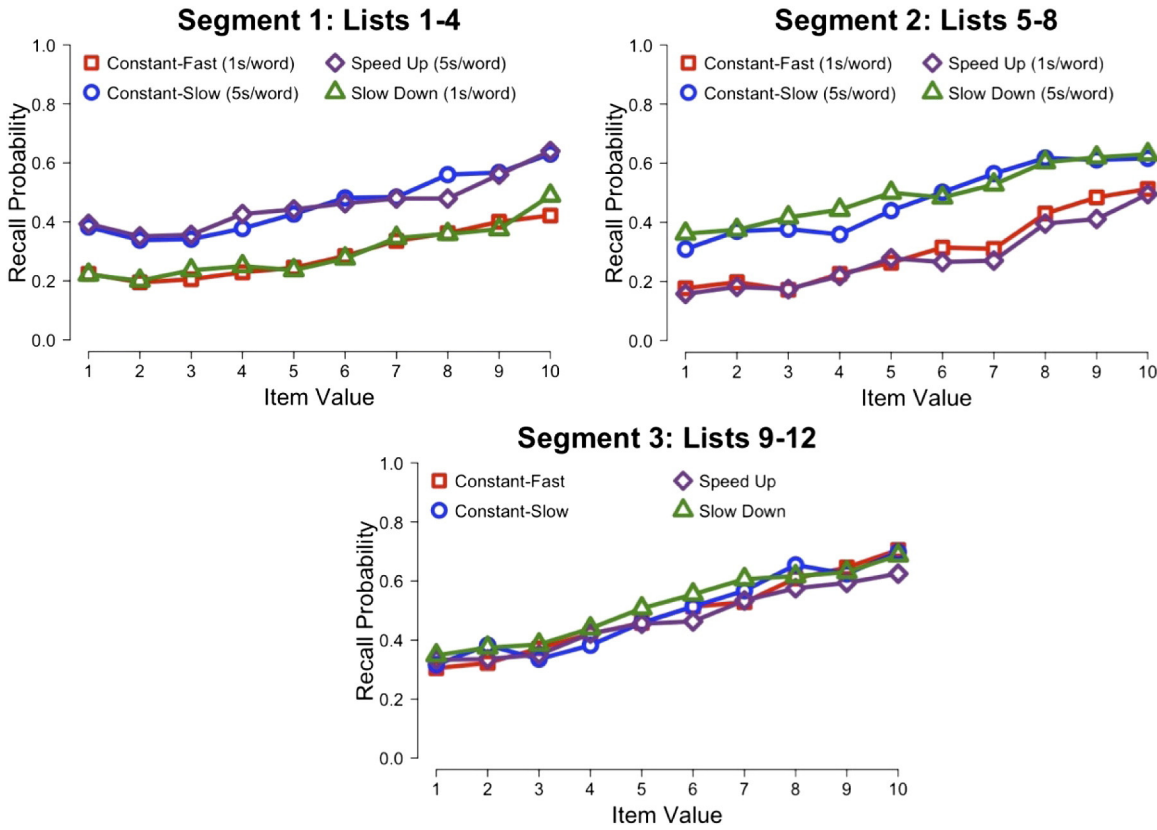 Segment 1: Lists 1-4
1.0
0.8
0.6
0.4
0.2
0.0
Recall Probability
Constant-Fast (1s/word)
Speed Up (5s/word)
Constant-Slow (5s/word)
Slow Down (1s/word)
1 2 3 4 5 6 7 8 9 10
Item Value
Segment 2: Lists 5-8
1.0
0.8
0.6
0.4
0.2
0.0
Recall Probability
Constant-Fast (1s/word)
Speed Up (1s/word)
Constant-Slow (5s/word)
Slow Down (5s/word)
1 2 3 4 5 6 7 8 9 10
Item Value
Segment 3: Lists 9-12
1.0
0.8
0.6
0.4
0.2
0.0
Recall Probability
Constant-Fast
Speed Up
Constant-Slow
Slow Down
1 2 3 4 5 6 7 8 9 10
Item Value